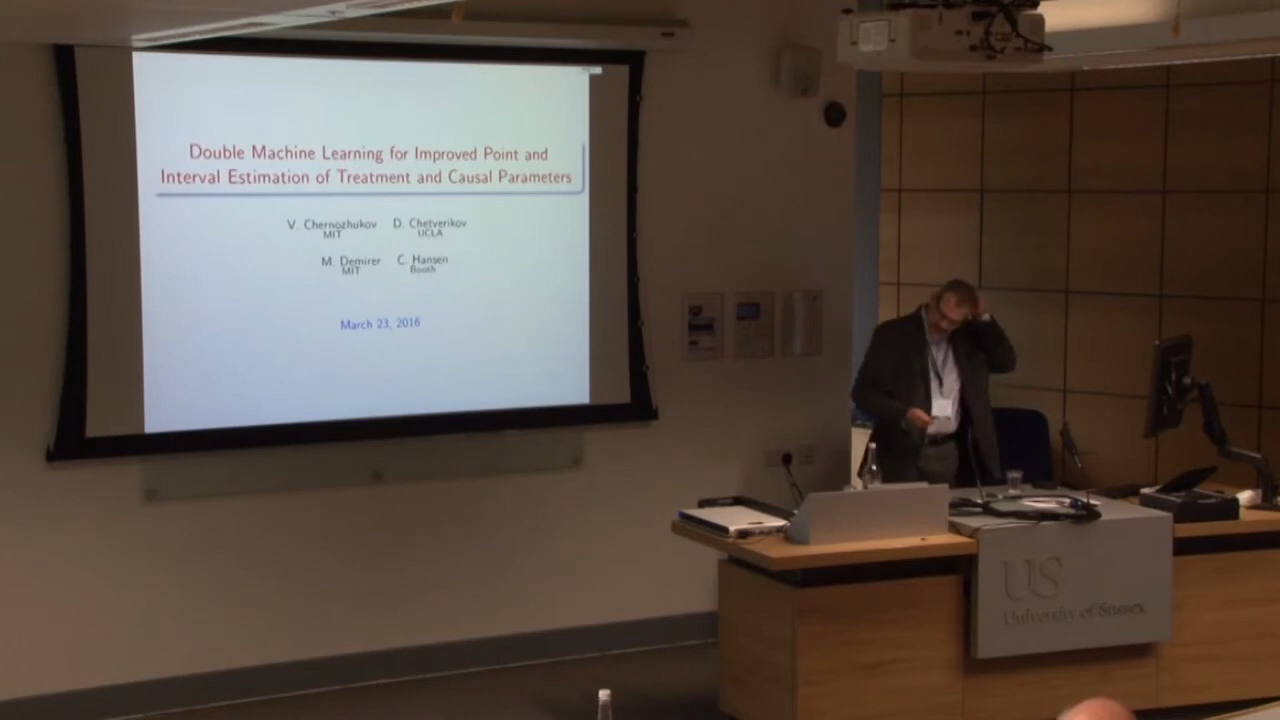 Double Machine Learning for Improved Point and
Interval Estimation of Treatment and Causal Parameters
V. Chernozhukov D. Chetverikov
MIT UCLA
M. Demirer C. Hansen
MIT Booth
March 23, 2016
US
University of Sussex